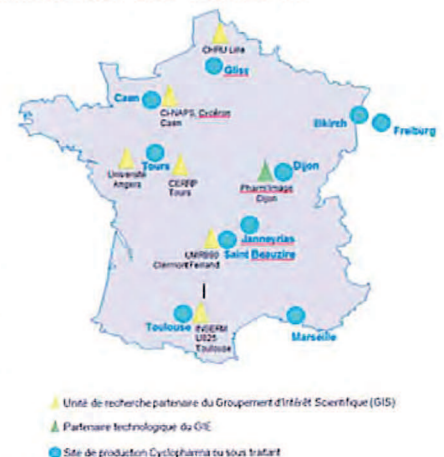 CHRU Lille
Glisy
Caen
CI-NAPS, Cycéron
Caen
Illkirch
Freiburg
Tours
Université
Angers
CERRP
Tours
Dijon
Pharm'image
Dijon
Janneyrias
UMR990
Clermont Ferrand
Saint Beauzire
Toulouse
INSERM
U825
Toulouse
Marseille
Unité de recherche partenaire du Groupement d'Intérêt Scientifique (GIS)
Partenaire technologique du GIE
Site de production Cyclopharma ou sous traitant